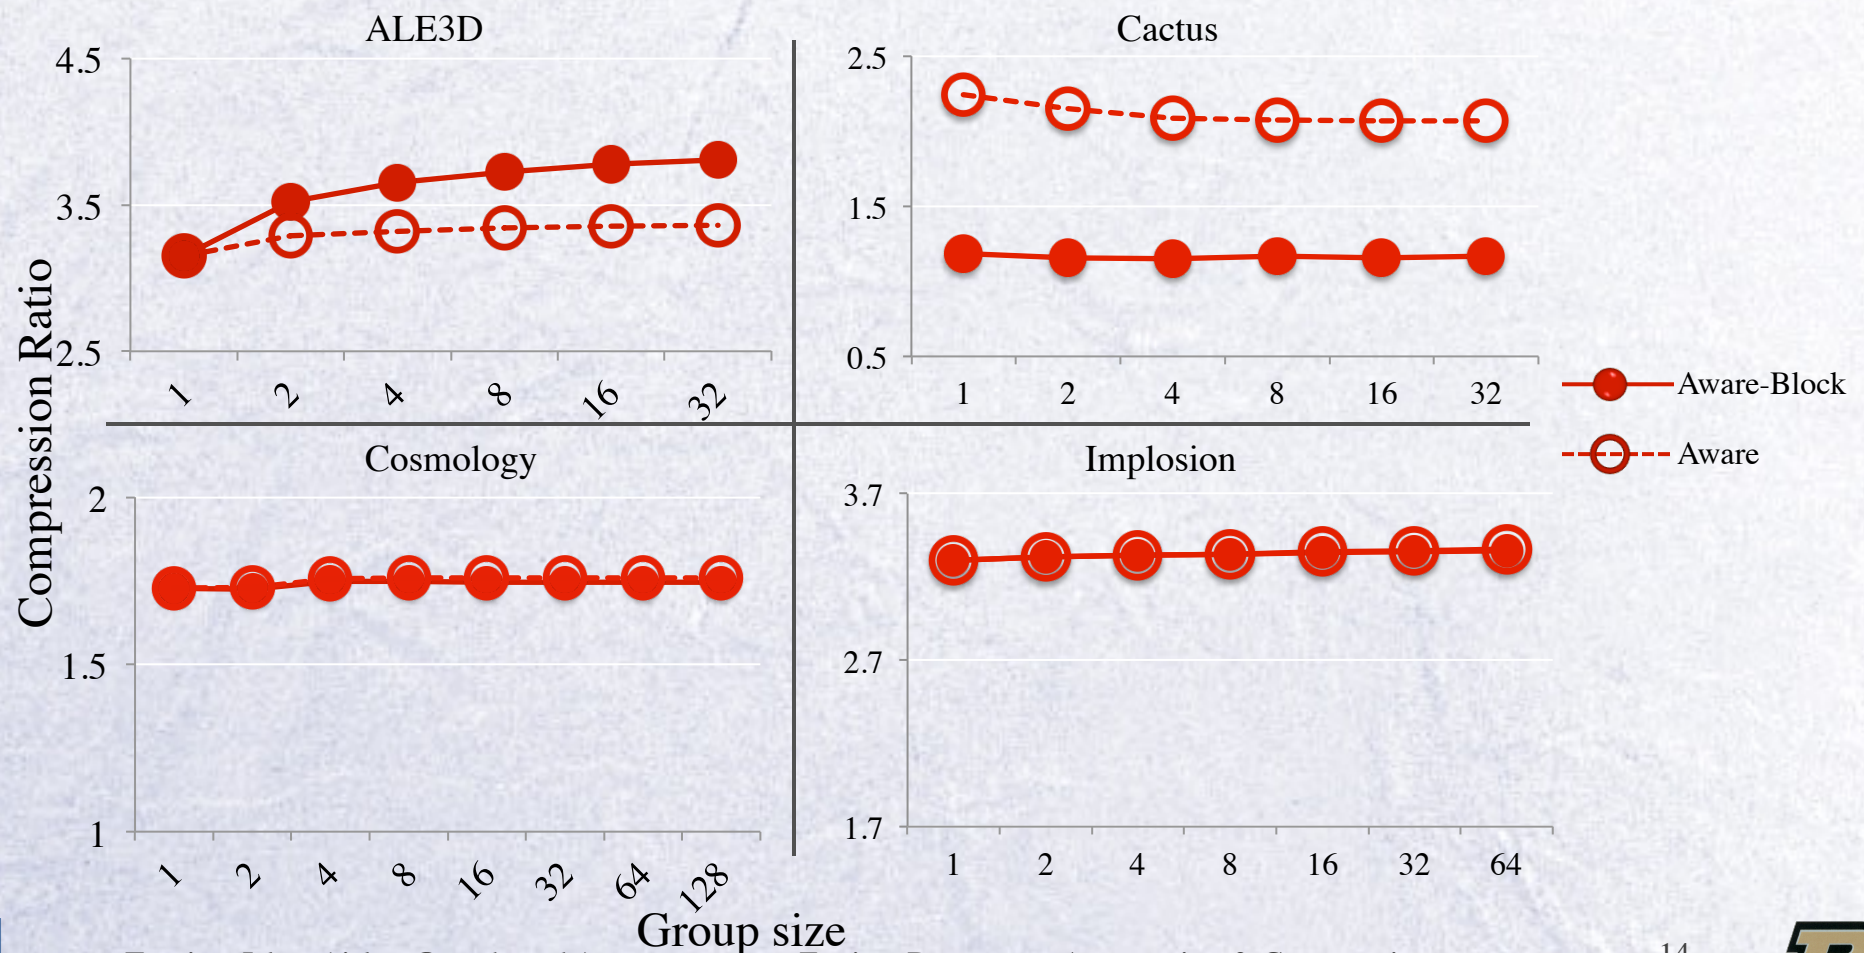 ALE3D
4.5
3.5
2.5
1 2 4 8 16 32
Cactus
2.5
1.5
0.5
1 2 4 8 16 32
Compression Ratio
Aware-Block
Aware
Cosmology
2
1.5
1
1 2 4 8 16 32 64 128
Implosion
3.7
2.7
1.7
1 2 4 8 16 32 64
Group size
14